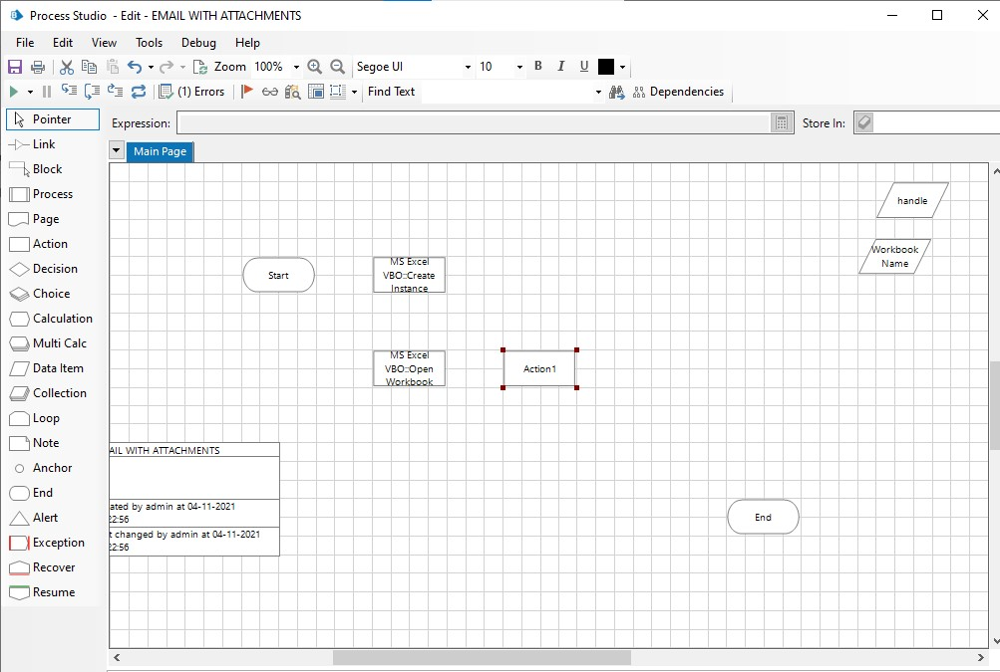 Process Studio - Edit - EMAIL WITH ATTACHMENTS
File Edit View Tools Debug Help
Zoom 100% Segoe UI 10 B I U
(1) Errors Find Text Dependencies
Pointer
Link
Block
Process
Page
Action
Decision
Choice
Calculation
Multi Calc
Data Item
Collection
Loop
Note
Anchor
End
Alert
Exception
Recover
Resume
Expression: Store In:
Main Page
handle
Workbook
Name
Start
MS Excel
VBO::Create
Instance
MS Excel
VBO::Open
Workbook
Action1
AIL WITH ATTACHMENTS
ated by admin at 04-11-2021
22:56
t changed by admin at 04-11-2021
22:56
End